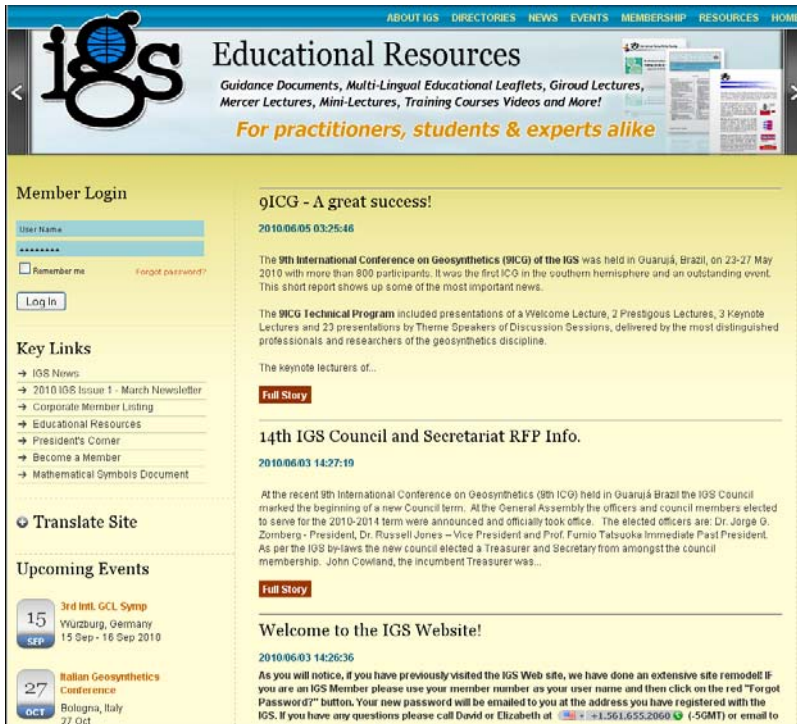 ABOUT IGS DIRECTORIES NEWS EVENTS MEMBERSHIP RESOURCES HOME
igs
Educational Resources
Guidance Documents, Multi-Lingual Educational Leaflets, Giroud Lectures,
Mercer Lectures, Mini-Lectures, Training Courses Videos and More!
For practitioners, students & experts alike
Member Login
User Name
••••••••
Remember me Forgot password?
Log In
Key Links
IGS News
2010 IGS Issue 1 - March Newsletter
Corporate Member Listing
Educational Resources
President's Corner
Become a Member
Mathematical Symbols Document
Translate Site
Upcoming Events
15 SEP
3rd Intl. GCL Symp
Würzburg, Germany
15 Sep - 16 Sep 2010
27 OCT
Italian Geosynthetics
Conference
Bologna, Italy
27 Oct
9ICG - A great success!
2010/06/05 03:25:46
The 9th International Conference on Geosynthetics (9ICG) of the IGS was held in Guarujá, Brazil, on 23-27 May
2010 with more than 800 participants. It was the first ICG in the southern hemisphere and an outstanding event.
This short report shows up some of the most important news.
The 9ICG Technical Program included presentations of a Welcome Lecture, 2 Prestigous Lectures, 3 Keynote
Lectures and 23 presentations by Theme Speakers of Discussion Sessions, delivered by the most distinguished
professionals and researchers of the geosynthetics discipline.
The keynote lecturers of...
Full Story
14th IGS Council and Secretariat RFP Info.
2010/06/03 14:27:19
At the recent 9th International Conference on Geosynthetics (9th ICG) held in Guarujá Brazil the IGS Council
marked the beginning of a new Council term. At the General Assembly the officers and council members elected
to serve for the 2010-2014 term were announced and officially took office. The elected officers are: Dr. Jorge G.
Zornberg - President, Dr. Russell Jones – Vice President and Prof. Fumio Tatsuoka Immediate Past President.
As per the IGS by-laws the new council elected a Treasurer and Secretary from amongst the council
membership. John Cowland, the incumbent Treasurer was...
Full Story
Welcome to the IGS Website!
2010/06/03 14:26:36
As you will notice, if you have previously visited the IGS Web site, we have done an extensive site remodel! IF
you are an IGS Member please use your member number as your user name and then click on the red "Forgot
Password?" button. Your new password will be emailed to you at the address you have registered with the
IGS. If you have any questions please call David or Elizabeth at +1.561.655.2060 (-5GMT) or email to